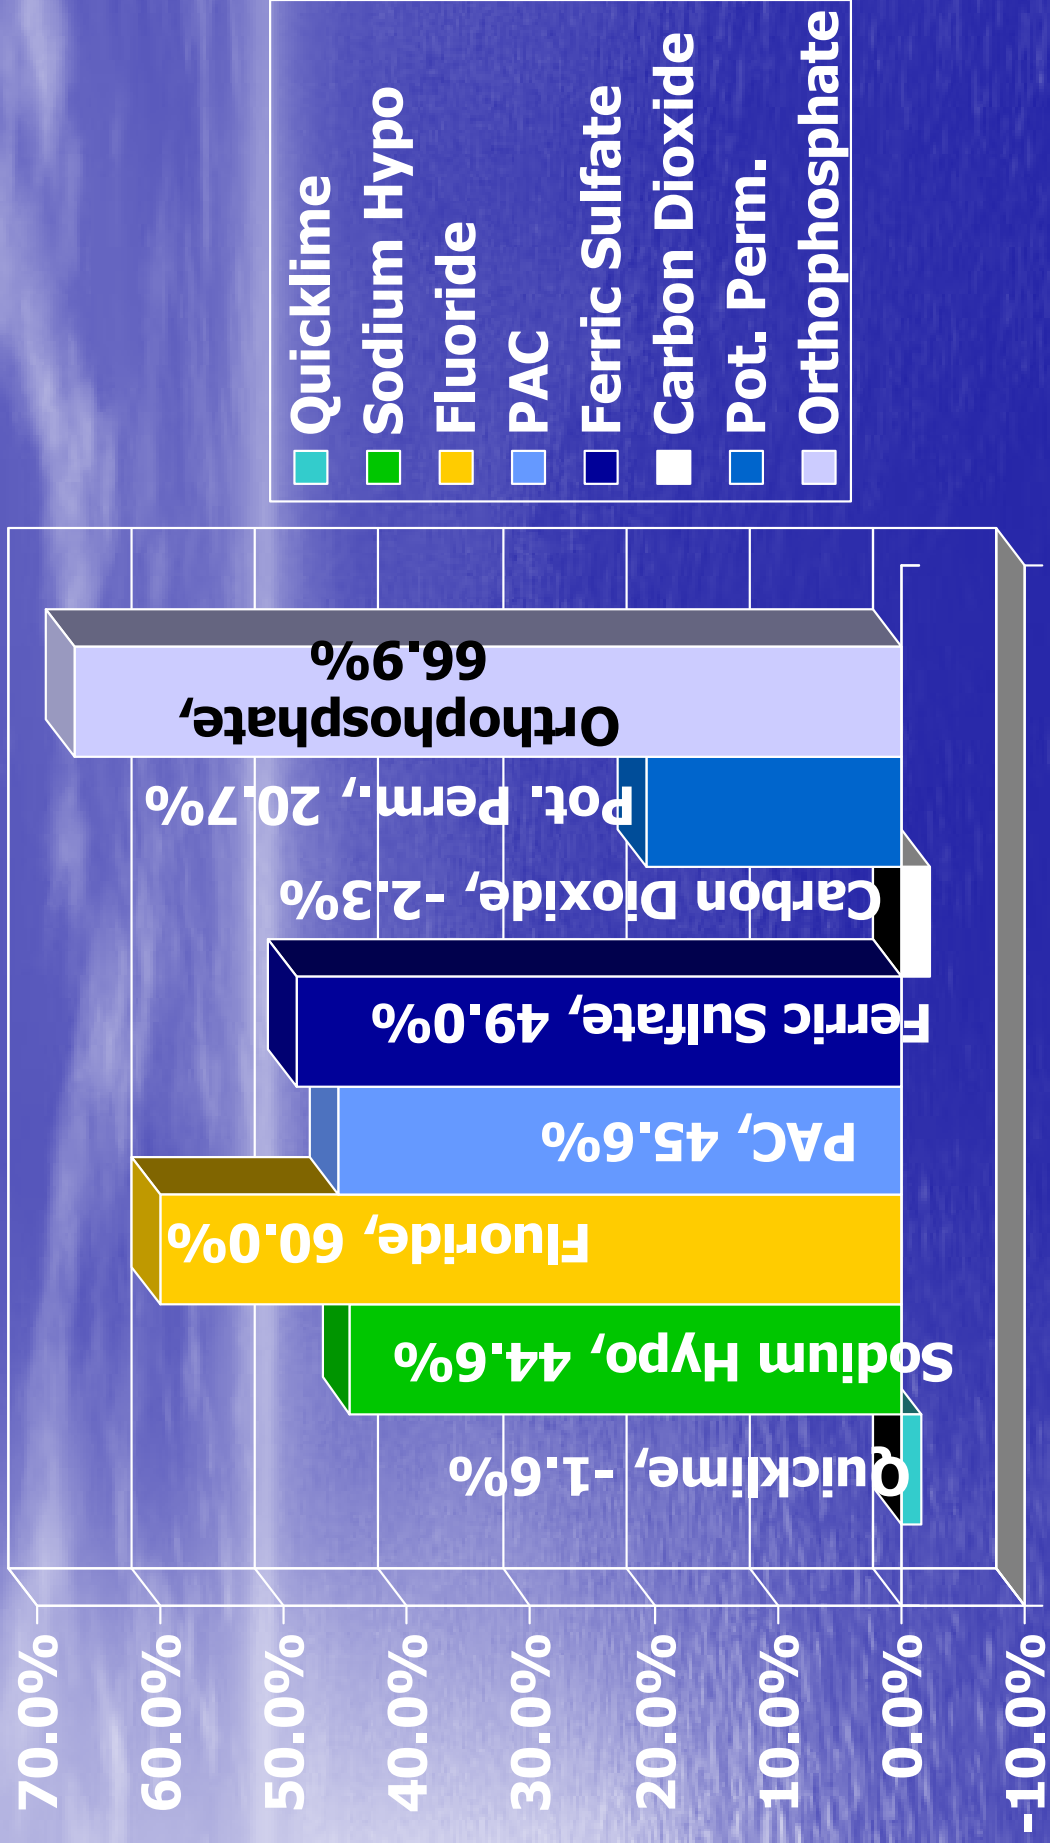 70.0%
60.0%
50.0%
40.0%
30.0%
20.0%
10.0%
0.0%
-10.0%
Quicklime, -1.6%
Sodium Hypo, 44.6%
Fluoride, 60.0%
PAC, 45.6%
Ferric Sulfate, 49.0%
Carbon Dioxide, -2.3%
Pot. Perm., 20.7%
Orthophosphate,
66.9%
Quicklime
Sodium Hypo
Fluoride
PAC
Ferric Sulfate
Carbon Dioxide
Pot. Perm.
Orthophosphate